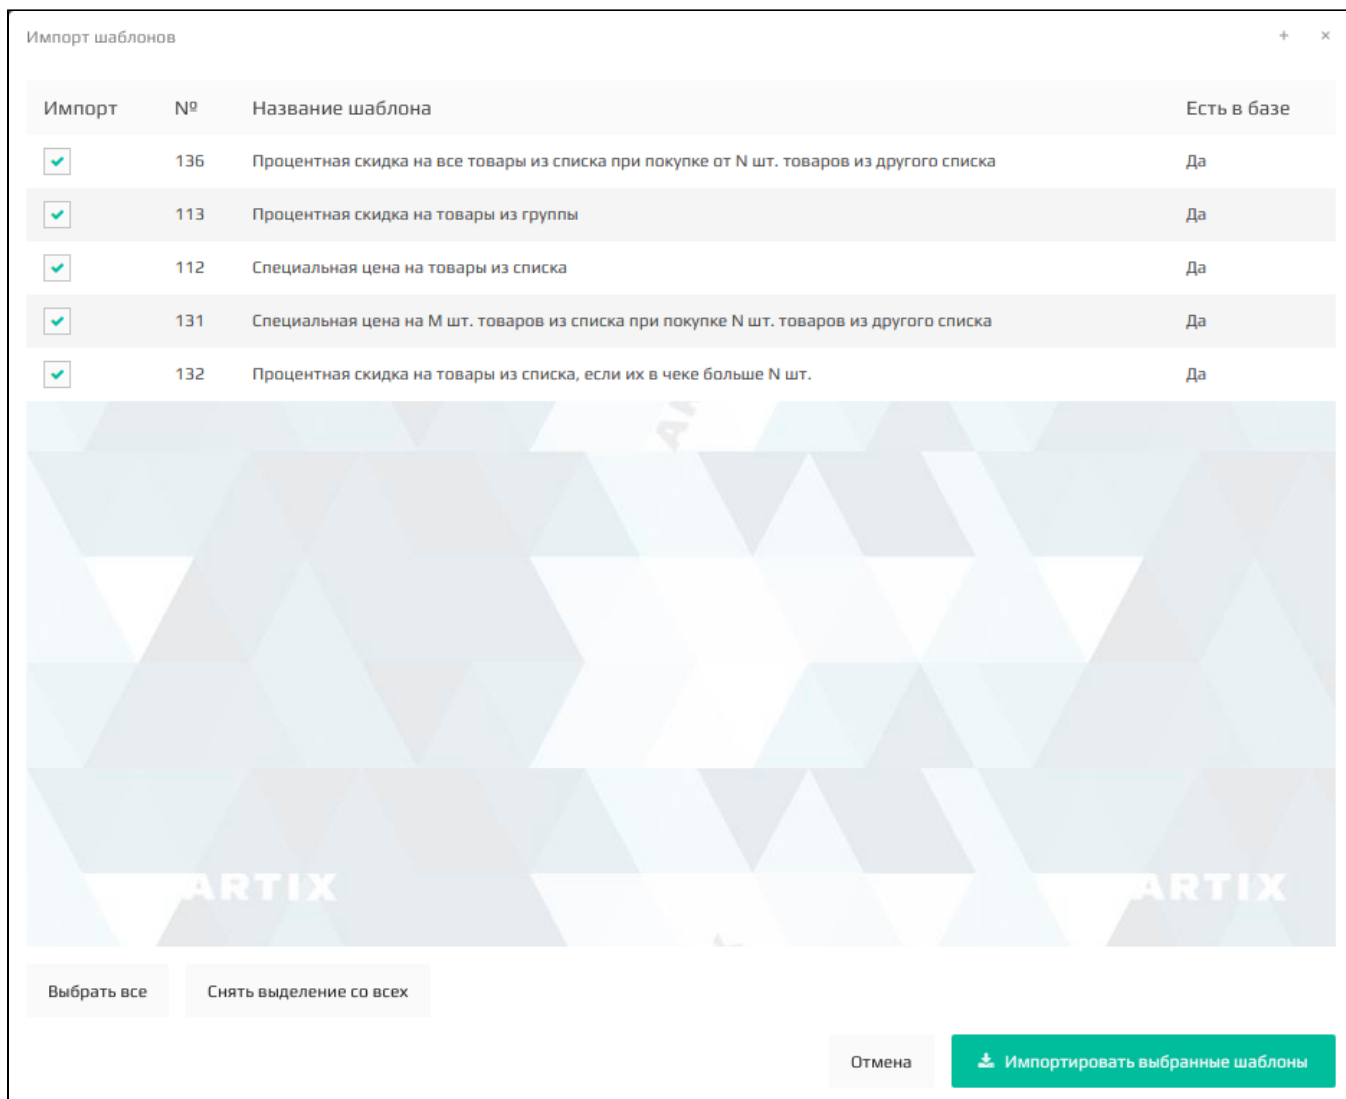 Импорт шаблонов
Импорт № Название шаблона Есть в базе
136 Процентная скидка на все товары из списка при покупке от N шт. товаров из другого списка Да
113 Процентная скидка на товары из группы Да
112 Специальная цена на товары из списка Да
131 Специальная цена на M шт. товаров из списка при покупке N шт. товаров из другого списка Да
132 Процентная скидка на товары из списка, если их в чеке больше N шт. Да
ARTIX ARTIX
Выбрать все Снять выделение со всех
Отмена Импортировать выбранные шаблоны